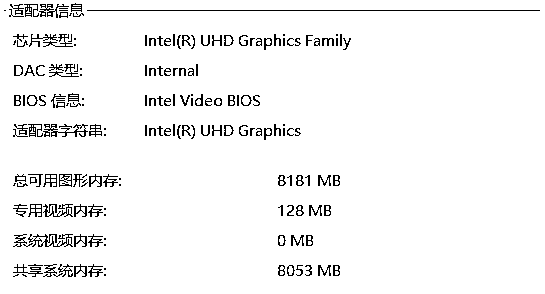 适配器信息
芯片类型: Intel(R) UHD Graphics Family
DAC 类型: Internal
BIOS 信息: Intel Video BIOS
适配器字符串: Intel(R) UHD Graphics
总可用图形内存: 8181 MB
专用视频内存: 128 MB
系统视频内存: 0 MB
共享系统内存: 8053 MB